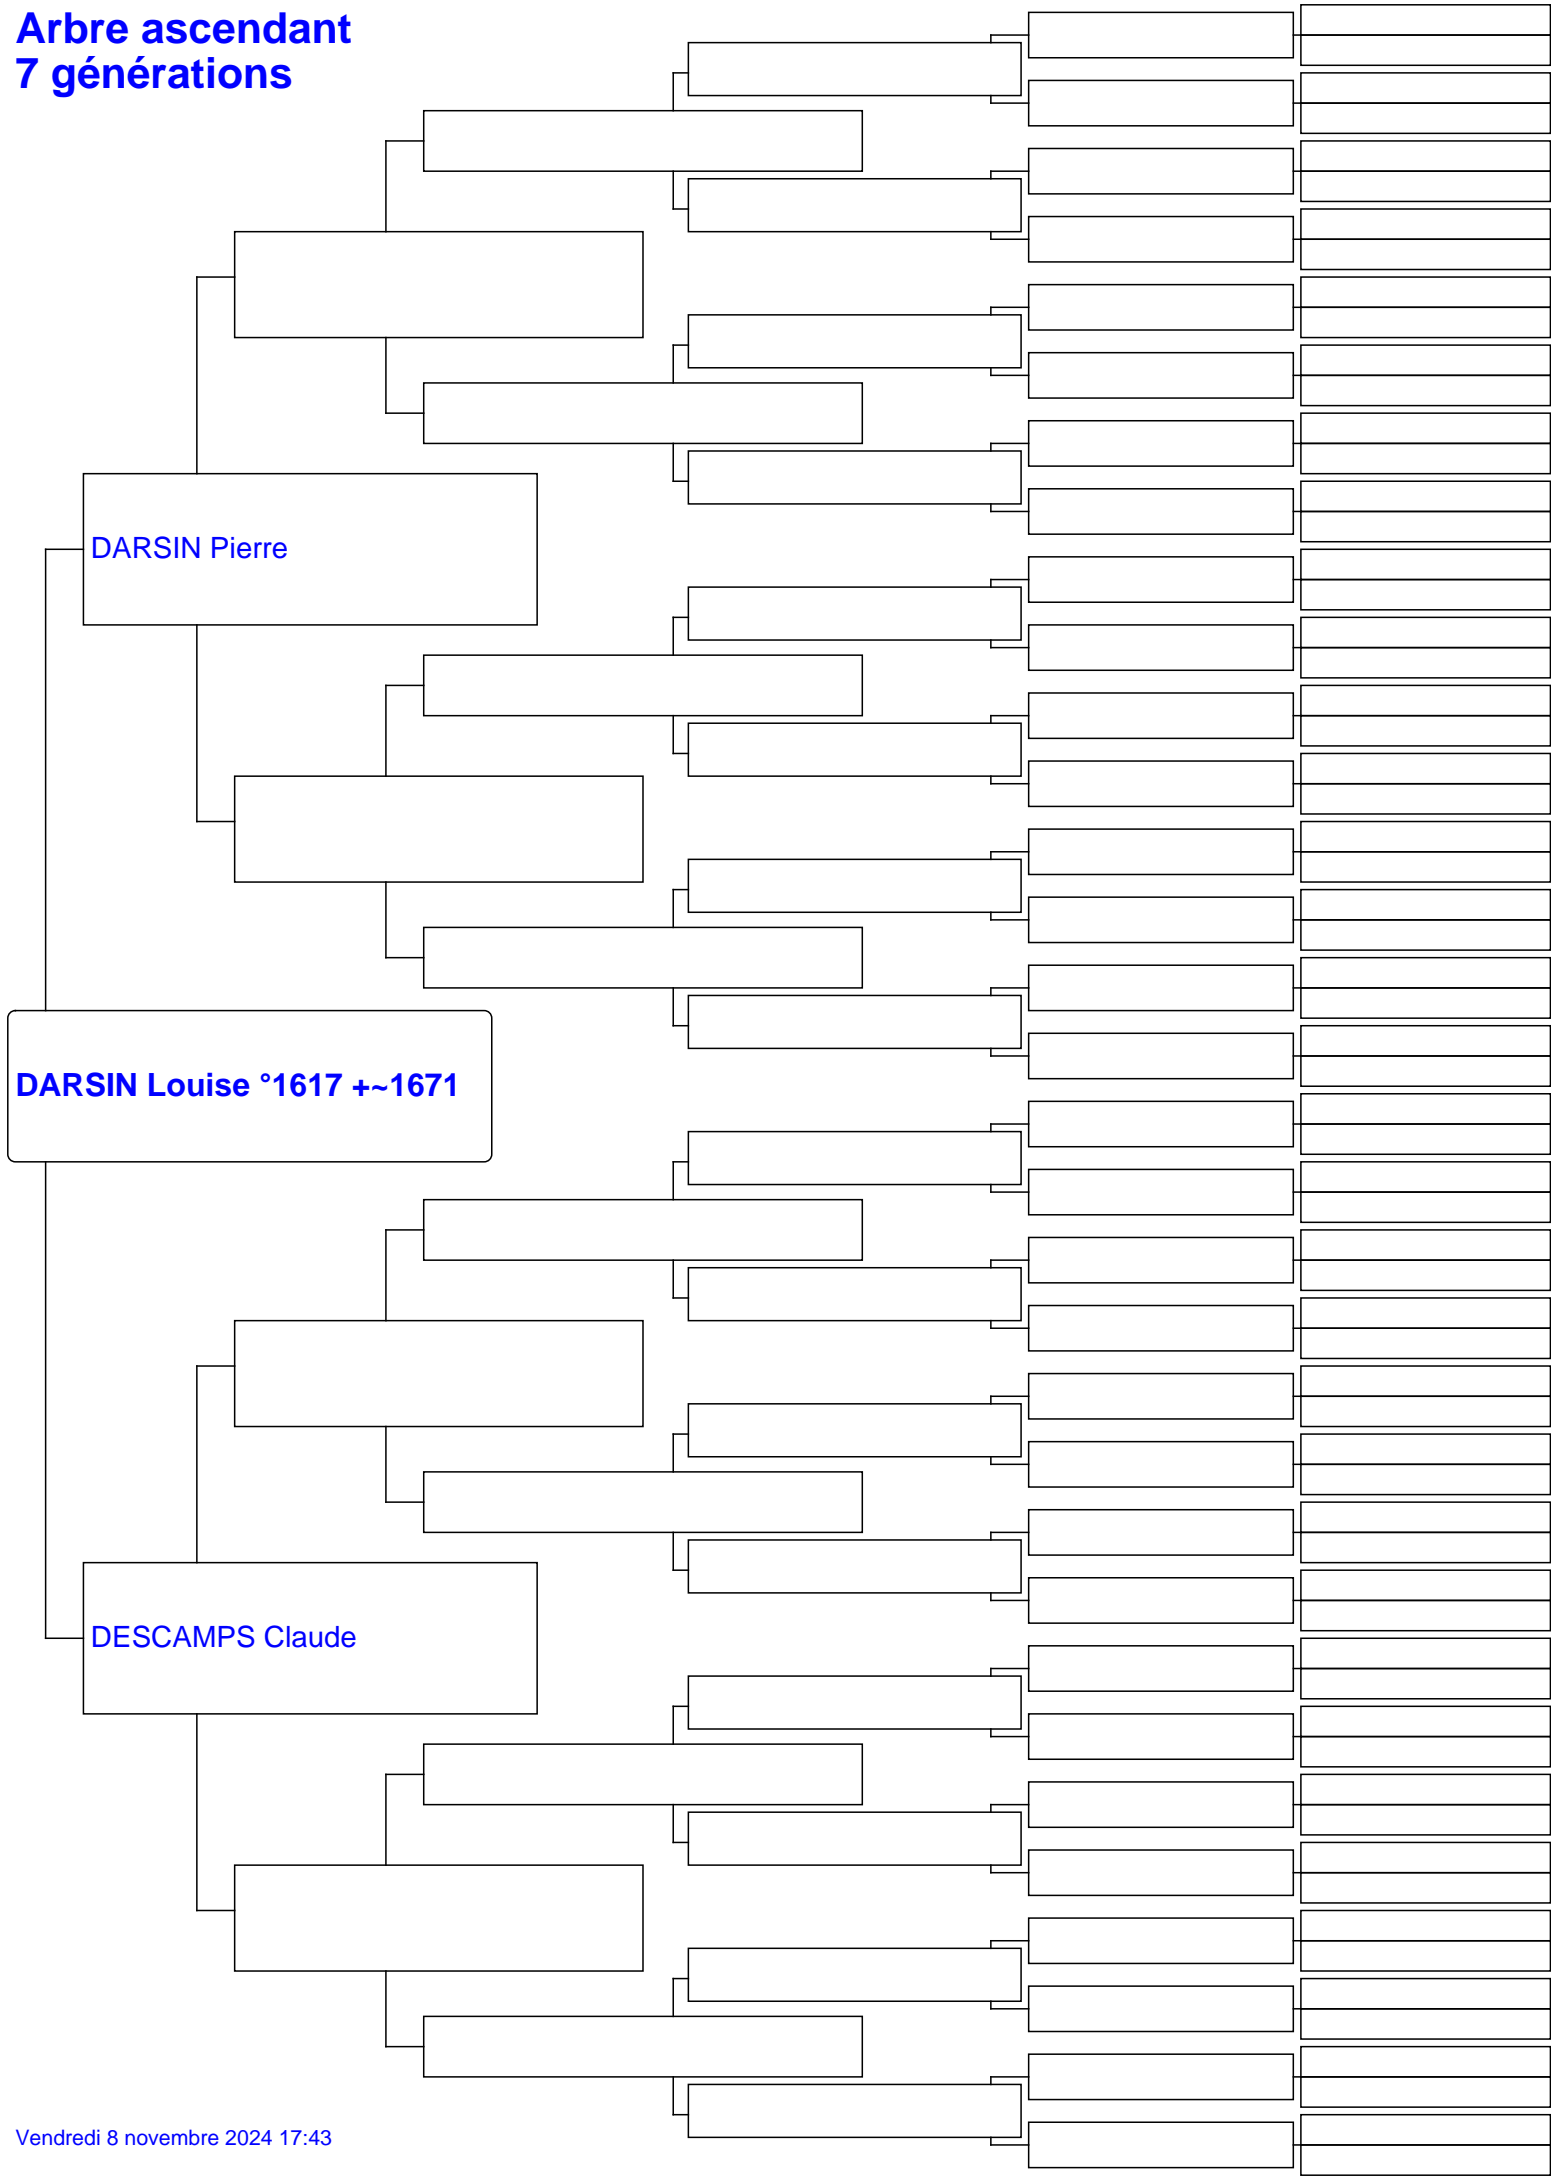 Arbre ascendant
7 générations
DARSIN Pierre
DARSIN Louise °1617 +~1671
DESCAMPS Claude
Vendredi 8 novembre 2024 17:43